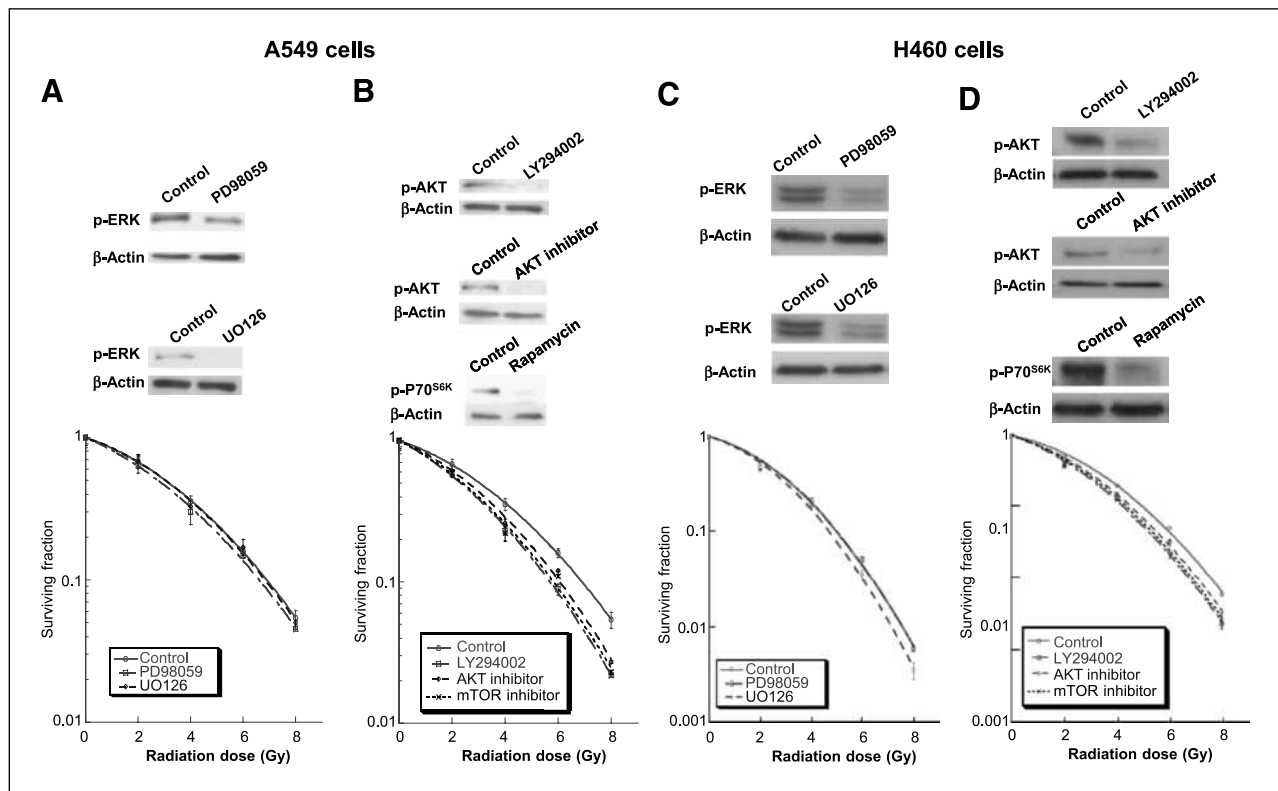 A549 cells
H460 cells
A
Control
PD98059
p-ERK
β-Actin
Control
UO126
p-ERK
β-Actin
1
0.1
0.01
Surviving fraction
Control
PD98059
UO126
0 2 4 6 8
Radiation dose (Gy)
B
Control
LY294002
p-AKT
β-Actin
Control
AKT inhibitor
p-AKT
β-Actin
Control
Rapamycin
p-P70S6K
β-Actin
1
0.1
0.01
Surviving fraction
Control
LY294002
AKT inhibitor
mTOR inhibitor
0 2 4 6 8
Radiation dose (Gy)
C
Control
PD98059
p-ERK
β-Actin
Control
UO126
p-ERK
β-Actin
1
0.1
0.01
0.001
Surviving fraction
Control
PD98059
UO126
0 2 4 6 8
Radiation dose (Gy)
D
Control
LY294002
p-AKT
β-Actin
Control
AKT inhibitor
p-AKT
β-Actin
Control
Rapamycin
p-P70S6K
β-Actin
1
0.1
0.01
0.001
Surviving fraction
Control
LY294002
AKT inhibitor
mTOR inhibitor
0 2 4 6 8
Radiation dose (Gy)